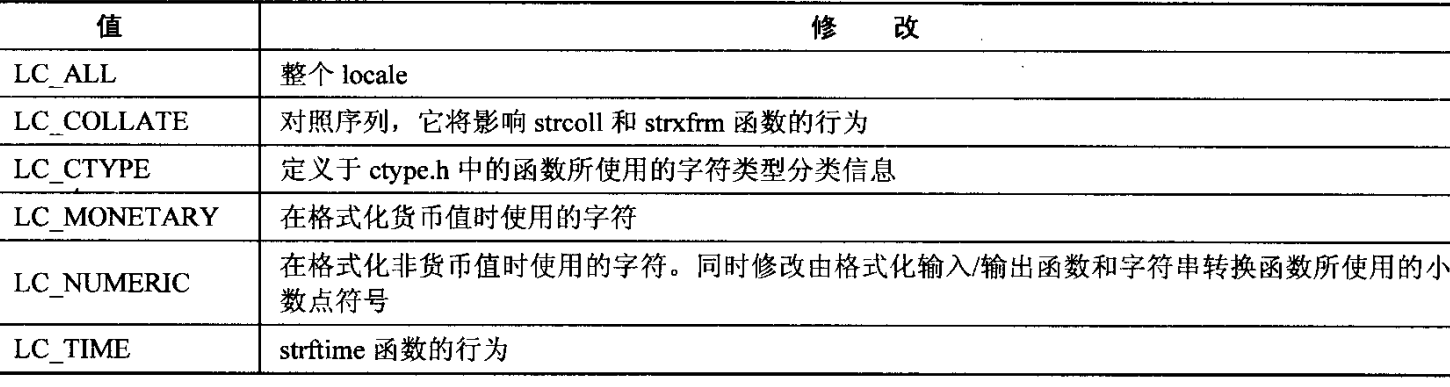 值 修 改
LC_ALL 整个 locale
LC_COLLATE 对照序列，它将影响 strcoll 和 strxfrm 函数的行为
LC_CTYPE 定义于 ctype.h 中的函数所使用的字符类型分类信息
LC_MONETARY 在格式化货币值时使用的字符
LC_NUMERIC 在格式化非货币值时使用的字符。同时修改由格式化输入/输出函数和字符串转换函数所使用的小
数点符号
LC_TIME strftime 函数的行为